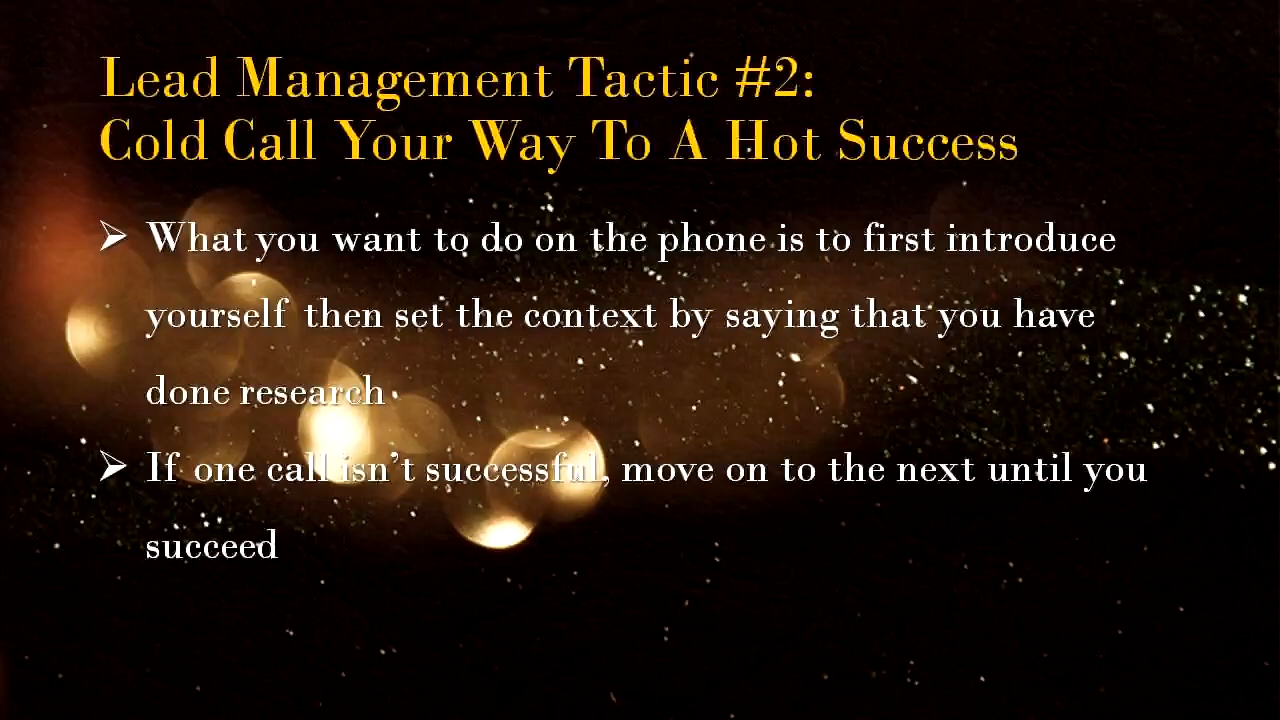 Lead Management Tactic #2:
Cold Call Your Way To A Hot Success
What you want to do on the phone is to first introduce
yourself then set the context by saying that you have
done research
If one call isn’t successful, move on to the next until you
succeed